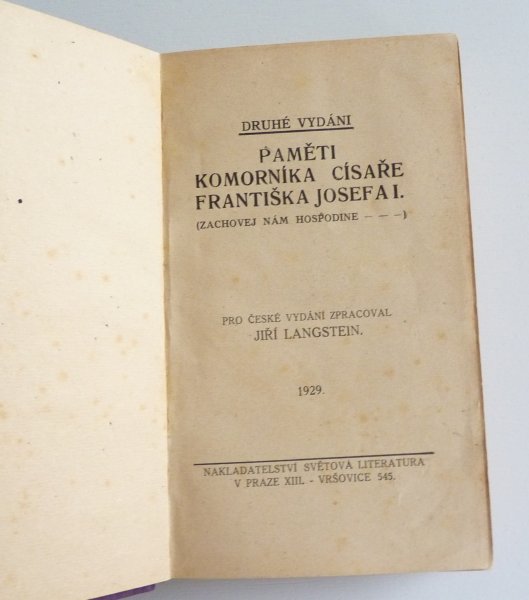 DRUHÉ VYDÁNI
PAMĚTI
KOMORNÍKA CÍSAŘE
FRANTIŠKA JOSEFA I.
(ZACHOVEJ NÁM HOSPODINE — — —)
PRO ČESKÉ VYDÁNÍ ZPRACOVAL
JIŘÍ LANGSTEIN.
1929.
NAKLADATELSTVÍ SVĚTOVÁ LITERATURA
V PRAZE XIII. - VRŠOVICE 545.